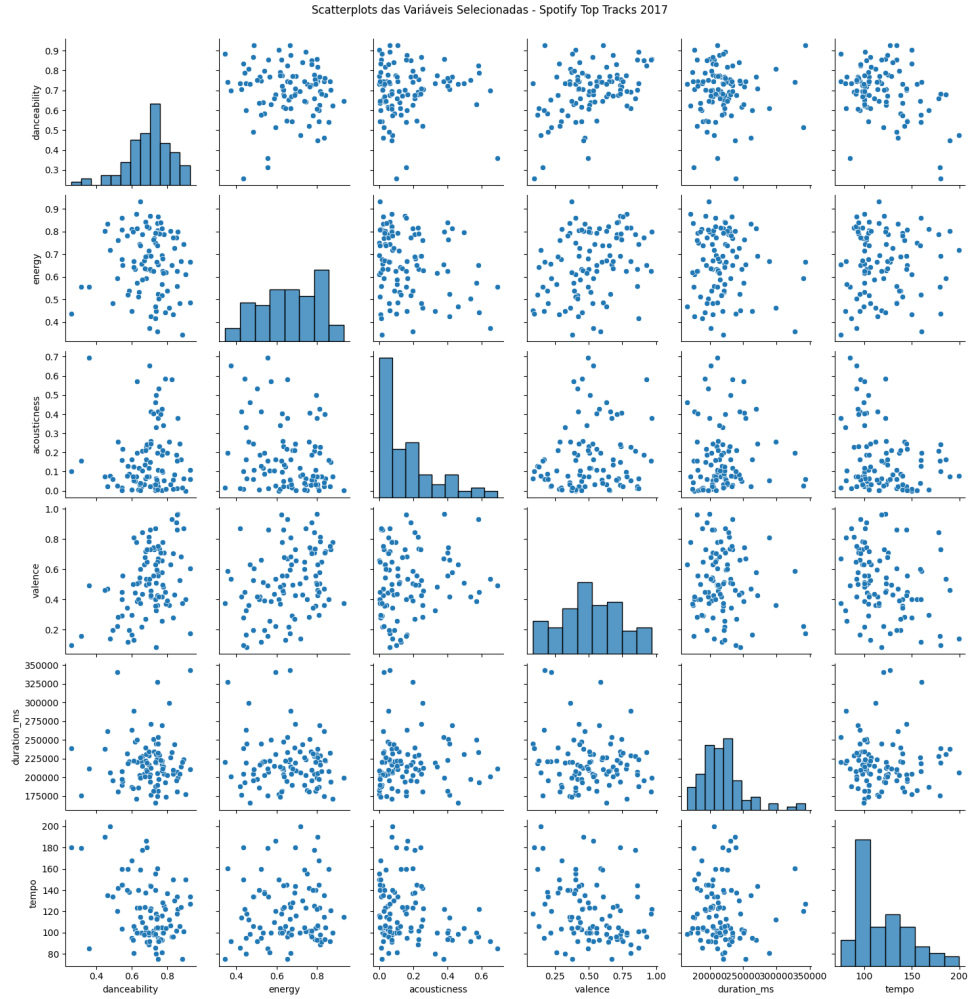 Scatterplots das Variáveis Selecionadas - Spotify Top Tracks 2017
danceability
0.9
0.8
0.7
0.6
0.5
0.4
0.3
energy
0.9
0.8
0.7
0.6
0.5
0.4
acousticness
0.7
0.6
0.5
0.4
0.3
0.2
0.1
0.0
valence
1.0
0.8
0.6
0.4
0.2
duration_ms
350000
325000
300000
275000
250000
225000
200000
175000
tempo
200
180
160
140
120
100
80
0.4 0.6 0.8
0.4 0.6 0.8
0.0 0.2 0.4 0.6
0.25 0.50 0.75 1.00
200000 250000 300000 350000
100 150 200
danceability energy acousticness valence duration_ms tempo